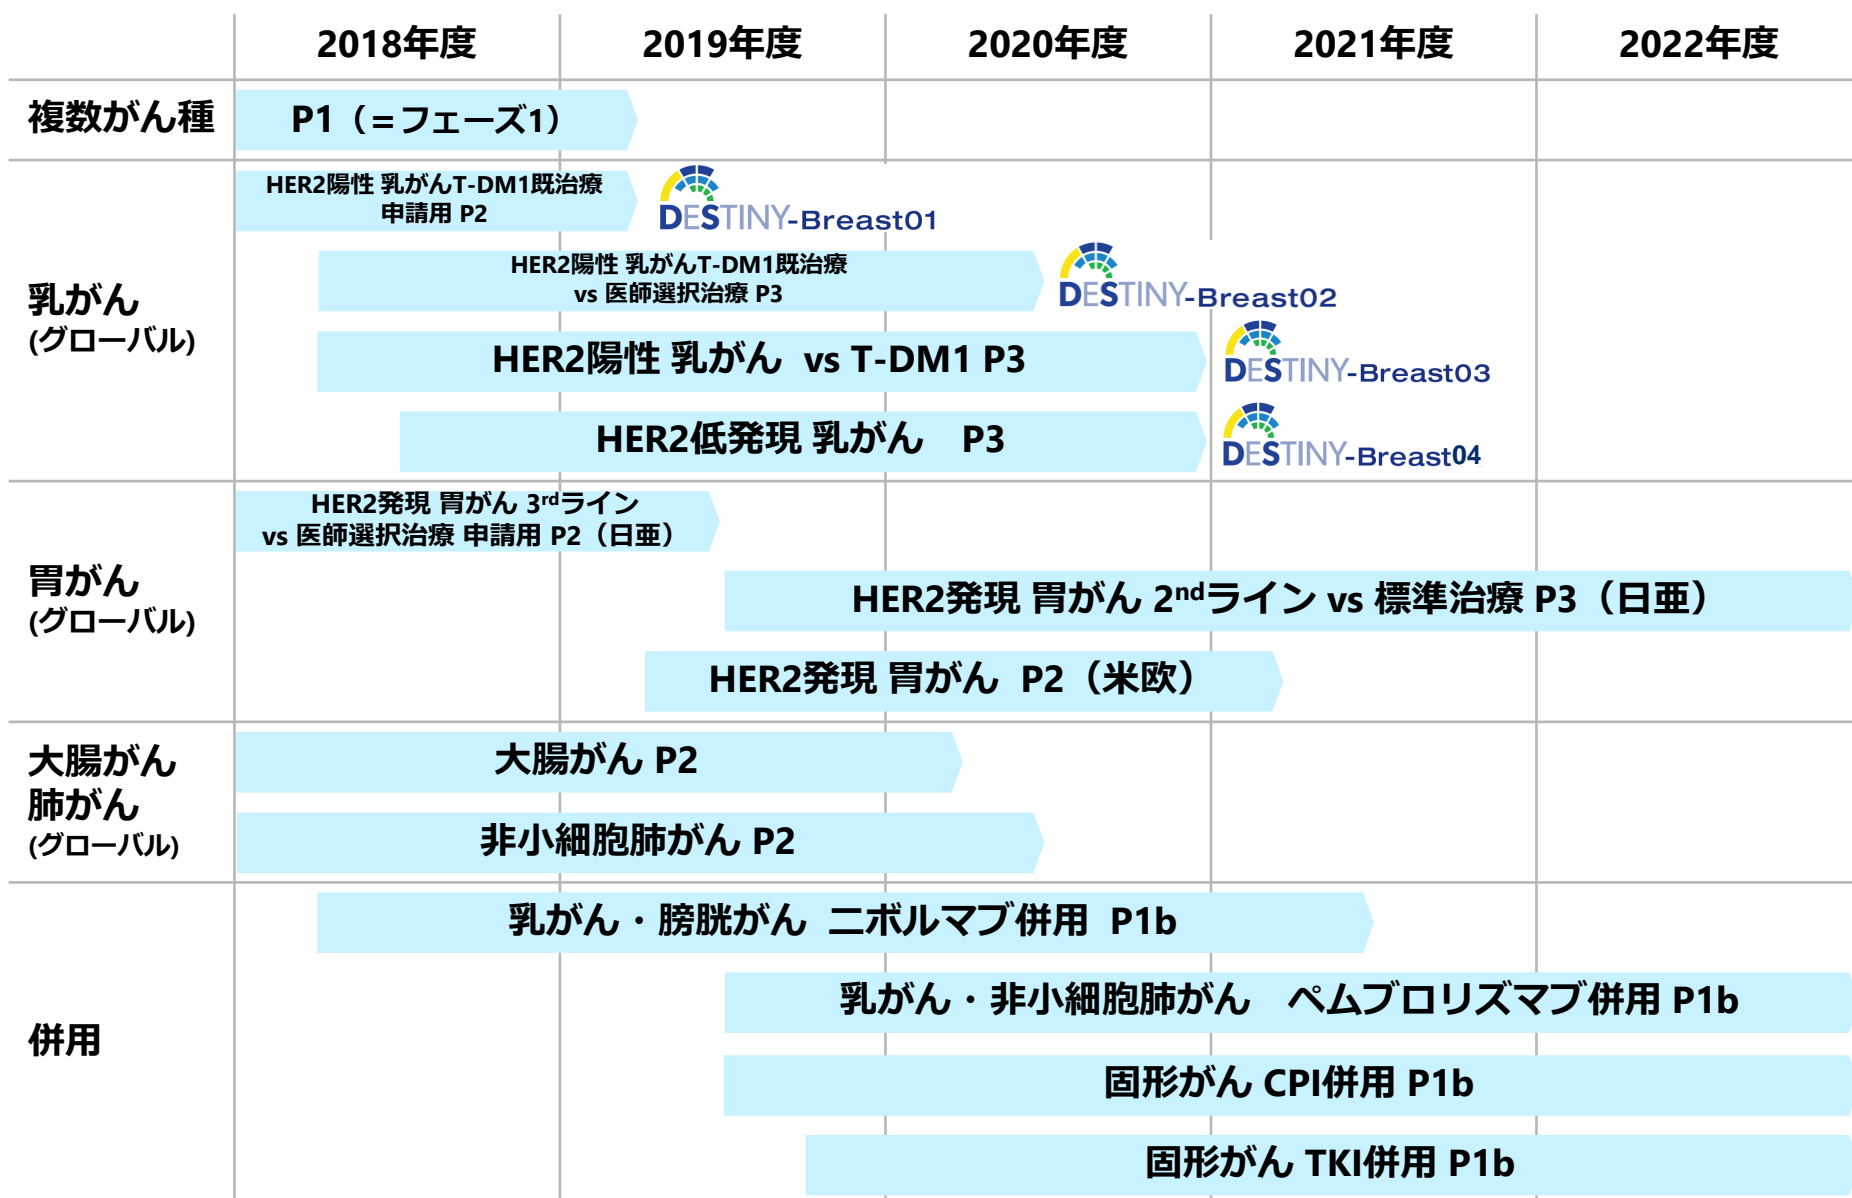 2018年度 2019年度 2020年度 2021年度 2022年度
複数がん種
P1（=フェーズ1）
乳がん
(グローバル)
HER2陽性 乳がんT-DM1既治療
申請用 P2
DESTINY-Breast01
HER2陽性 乳がんT-DM1既治療
vs 医師選択治療 P3
DESTINY-Breast02
HER2陽性 乳がん vs T-DM1 P3
DESTINY-Breast03
HER2低発現 乳がん　P3
DESTINY-Breast04
胃がん
(グローバル)
HER2発現 胃がん 3rdライン
vs 医師選択治療 申請用 P2（日亜）
HER2発現 胃がん 2ndライン vs 標準治療 P3（日亜）
HER2発現 胃がん P2（米欧）
大腸がん
肺がん
(グローバル)
大腸がん P2
非小細胞肺がん P2
併用
乳がん・膀胱がん ニボルマブ併用 P1b
乳がん・非小細胞肺がん　ペムブロリズマブ併用 P1b
固形がん CPI併用 P1b
固形がん TKI併用 P1b